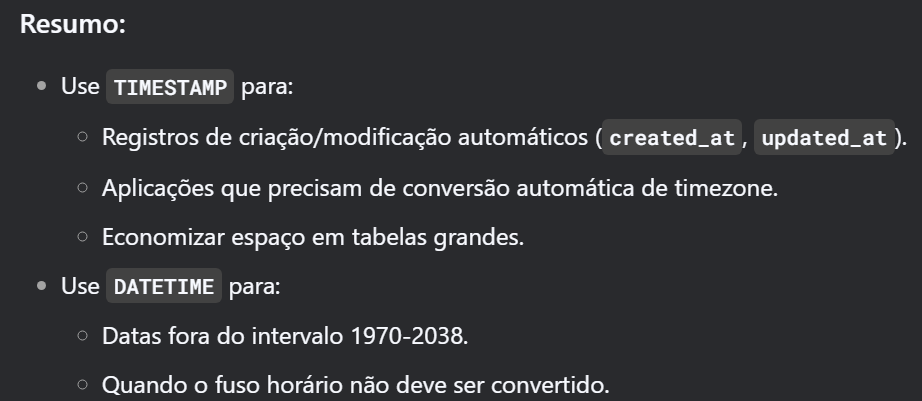 Resumo:
Use TIMESTAMP para:
Registros de criação/modificação automáticos (created_at, updated_at).
Aplicações que precisam de conversão automática de timezone.
Economizar espaço em tabelas grandes.
Use DATETIME para:
Datas fora do intervalo 1970-2038.
Quando o fuso horário não deve ser convertido.